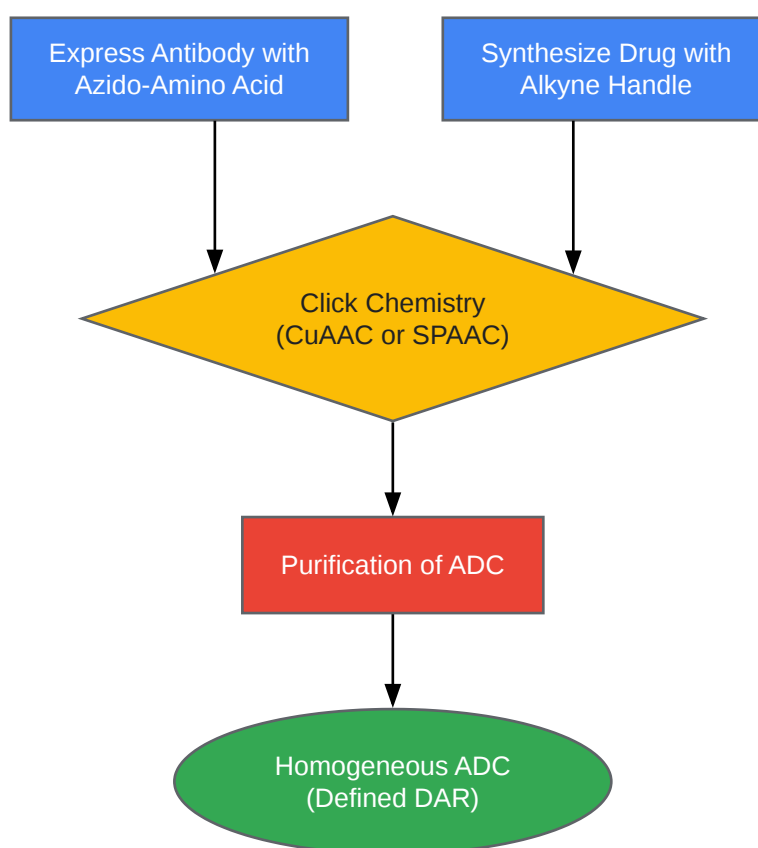 Express Antibody with
Azido-Amino Acid
Synthesize Drug with
Alkyne Handle
Click Chemistry
(CuAAC or SPAAC)
Purification of ADC
Homogeneous ADC
(Defined DAR)